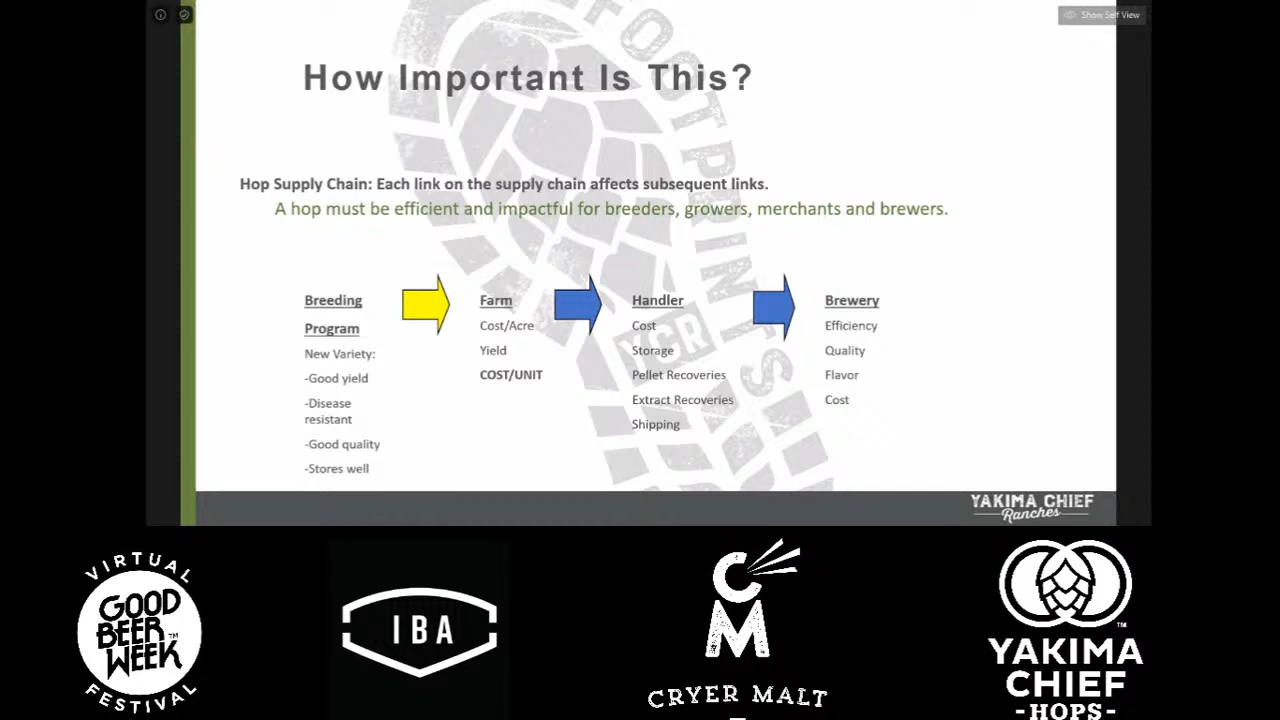 Show Self View
How Important Is This?
Hop Supply Chain: Each link on the supply chain affects subsequent links.
A hop must be efficient and impactful for breeders, growers, merchants and brewers.
Breeding
Program
New Variety:
-Good yield
-Disease
resistant
-Good quality
-Stores well
Farm
Cost/Acre
Yield
COST/UNIT
Handler
Cost
Storage
Pellet Recoveries
Extract Recoveries
Shipping
Brewery
Efficiency
Quality
Flavor
Cost
FOOTPRINTS
YCR
YAKIMA CHIEF
Ranches
VIRTUAL
GOOD
BEER
WEEK™
FESTIVAL
IBA
CM
CRYER MALT
™
YAKIMA
CHIEF
-HOPS-